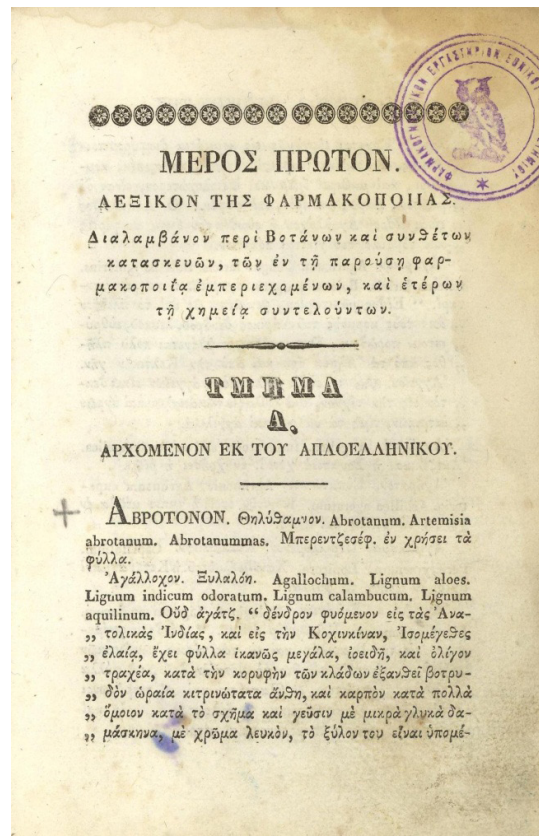 ΜΕΡΟΣ ΠΡΩΤΟΝ.
ΛΕΞΙΚΟΝ ΤΗΣ ΦΑΡΜΑΚΟΠΟΙΙΑΣ.
Διαλαμβάνον περὶ Βοτάνων καὶ συνθέτων
κατασκευῶν, τῶν ἐν τῇ παρούσῃ φαρ-
μακοποιΐᾳ ἐμπεριεχομένων, καὶ ἑτέρων
τῇ χημείᾳ συντελούντων.
ΤΜΗΜΑ
Α.
ΑΡΧΟΜΕΝΟΝ ΕΚ ΤΟΥ ΑΠΛΟΕΛΛΗΝΙΚΟΥ.
ΑΒΡΟΤΟΝΟΝ. Θηλύθαμνον. Abrotanum. Artemisia
abrotanum. Abrotanummas. Μπερεντζεσέφ. ἐν χρήσει τὰ
φύλλα.
Ἀγάλλοχον. Ξυλαλόη. Agallochum. Lignum aloes.
Lignum indicum odoratum. Lignum calambucum. Lignum
aquilinum. Οὔδ ἀγάτζ. “ δένδρον φυόμενον εἰς τὰς Ἀνα-
„ τολικὰς Ἰνδίας, καὶ εἰς τὴν Κοχινκίναν, Ἰσομέγεθες
„ ἐλαίᾳ, ἔχει φύλλα ἱκανῶς μεγάλα, ἰοειδῆ, καὶ ὀλίγον
„ τραχέα, κατὰ τὴν κορυφὴν τῶν κλάδων ἐξανθεῖ βοτρυ-
„ δὸν ὡραῖα κιτρινώτατα ἄνθη, καὶ καρπὸν κατὰ πολλὰ
„ ὅμοιον κατὰ τὸ σχῆμα καὶ γεῦσιν μὲ μικρὰ γλυκὰ δα-
„ μάσκηνα, μὲ χρῶμα λευκὸν, τὸ ξύλον του εἶναι ὑπομέ-